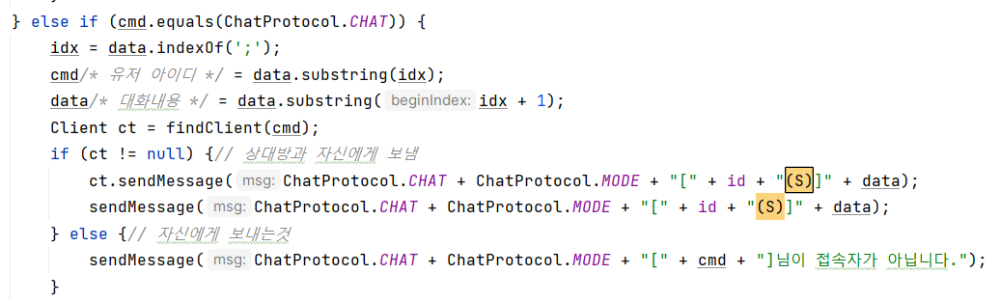 } else if (cmd.equals(ChatProtocol.CHAT)) {
idx = data.indexOf(';');
cmd/* 유저 아이디 */ = data.substring(idx);
data/* 대화내용 */ = data.substring( beginIndex: idx + 1);
Client ct = findClient(cmd);
if (ct != null) {// 상대방과 자신에게 보냄
ct.sendMessage( msg: ChatProtocol.CHAT + ChatProtocol.MODE + "[" + id + "(S)]" + data);
sendMessage( msg: ChatProtocol.CHAT + ChatProtocol.MODE + "[" + id + "(S)]" + data);
} else {// 자신에게 보내는것
sendMessage( msg: ChatProtocol.CHAT + ChatProtocol.MODE + "[" + cmd + "]님이 접속자가 아닙니다.");
}